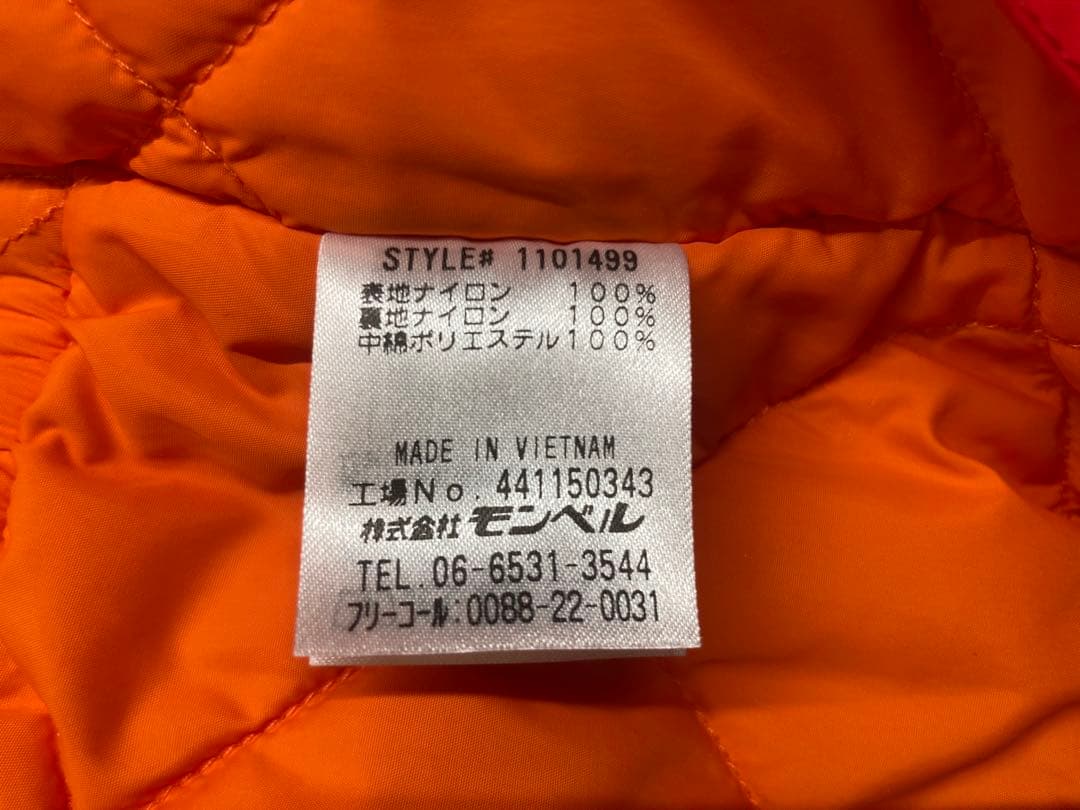 STYLE# 1101499
表地ナイロン 100%
裏地ナイロン 100%
中綿ポリエステル100%
MADE IN VIETNAM
工場No. 441150343
株式会社 モンベル
TEL.06-6531-3544
フリーコール:0088-22-0031